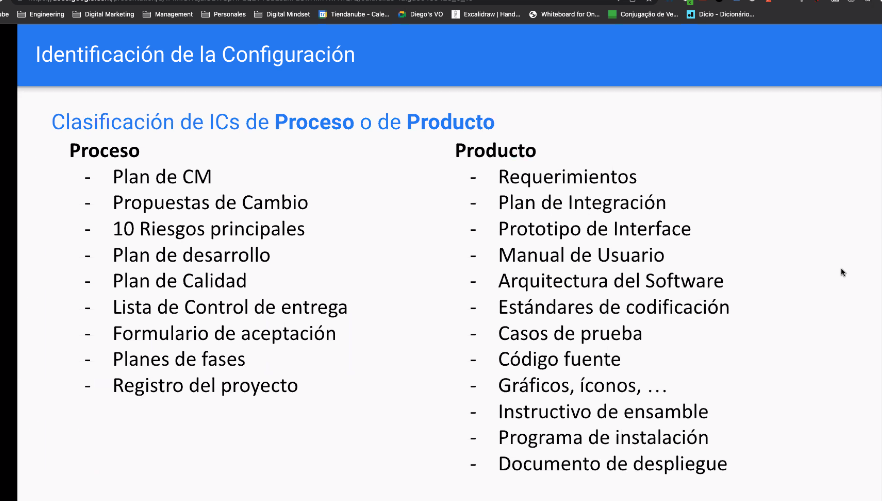 Engineering
Digital Marketing
Management
Personales
Digital Mindset
Tiendanube - Cale...
Diego's VO
Excalidraw | Hand...
Whiteboard for On...
Conjugação de Ve...
Dicio - Dicionário...
Identificación de la Configuración
Clasificación de ICs de Proceso o de Producto
Proceso
- Plan de CM
- Propuestas de Cambio
- 10 Riesgos principales
- Plan de desarrollo
- Plan de Calidad
- Lista de Control de entrega
- Formulario de aceptación
- Planes de fases
- Registro del proyecto
Producto
- Requerimientos
- Plan de Integración
- Prototipo de Interface
- Manual de Usuario
- Arquitectura del Software
- Estándares de codificación
- Casos de prueba
- Código fuente
- Gráficos, íconos, ...
- Instructivo de ensamble
- Programa de instalación
- Documento de despliegue